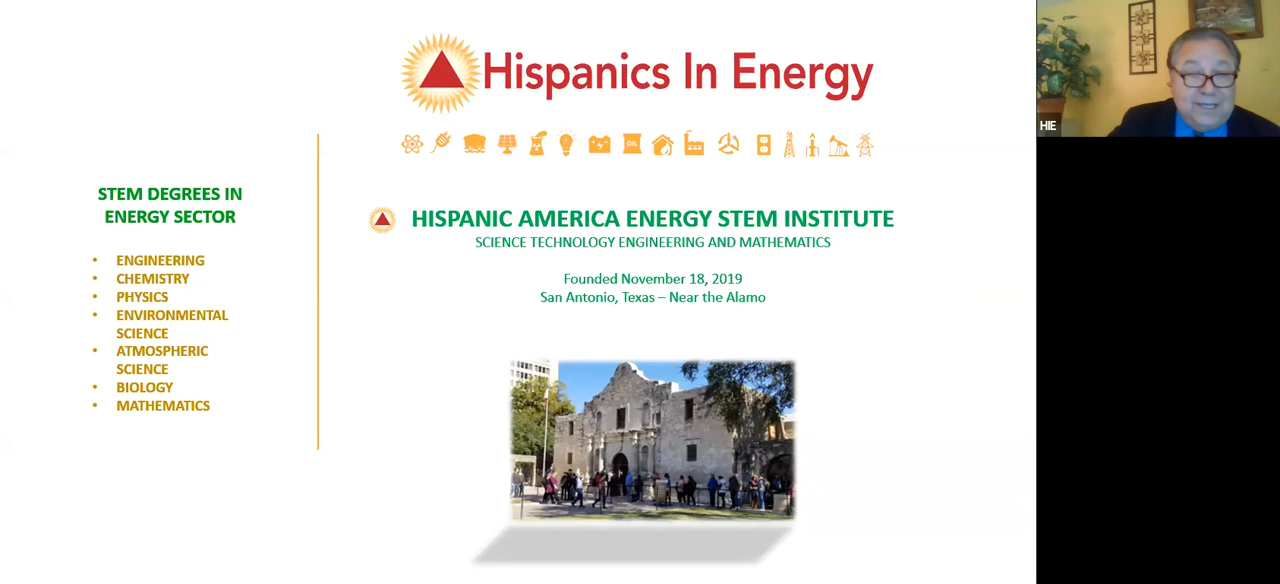 Hispanics In Energy
OIL
STEM DEGREES IN
ENERGY SECTOR
• ENGINEERING
• CHEMISTRY
• PHYSICS
• ENVIRONMENTAL
SCIENCE
• ATMOSPHERIC
SCIENCE
• BIOLOGY
• MATHEMATICS
HISPANIC AMERICA ENERGY STEM INSTITUTE
SCIENCE TECHNOLOGY ENGINEERING AND MATHEMATICS
Founded November 18, 2019
San Antonio, Texas – Near the Alamo
HIE